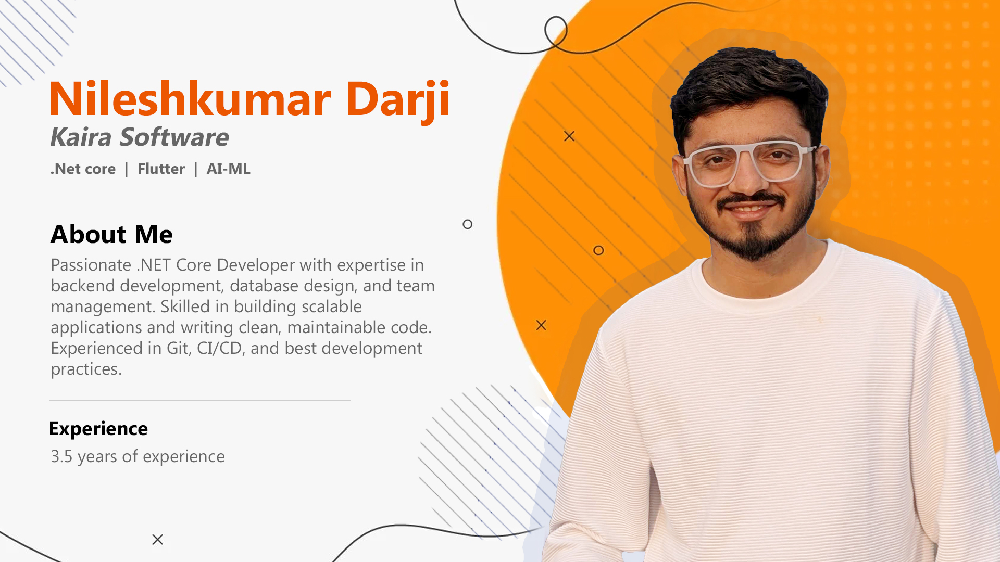 Nileshkumar Darji
Kaira Software
.Net core | Flutter | AI-ML
About Me
Passionate .NET Core Developer with expertise in
backend development, database design, and team
management. Skilled in building scalable
applications and writing clean, maintainable code.
Experienced in Git, CI/CD, and best development
practices.
Experience
3.5 years of experience